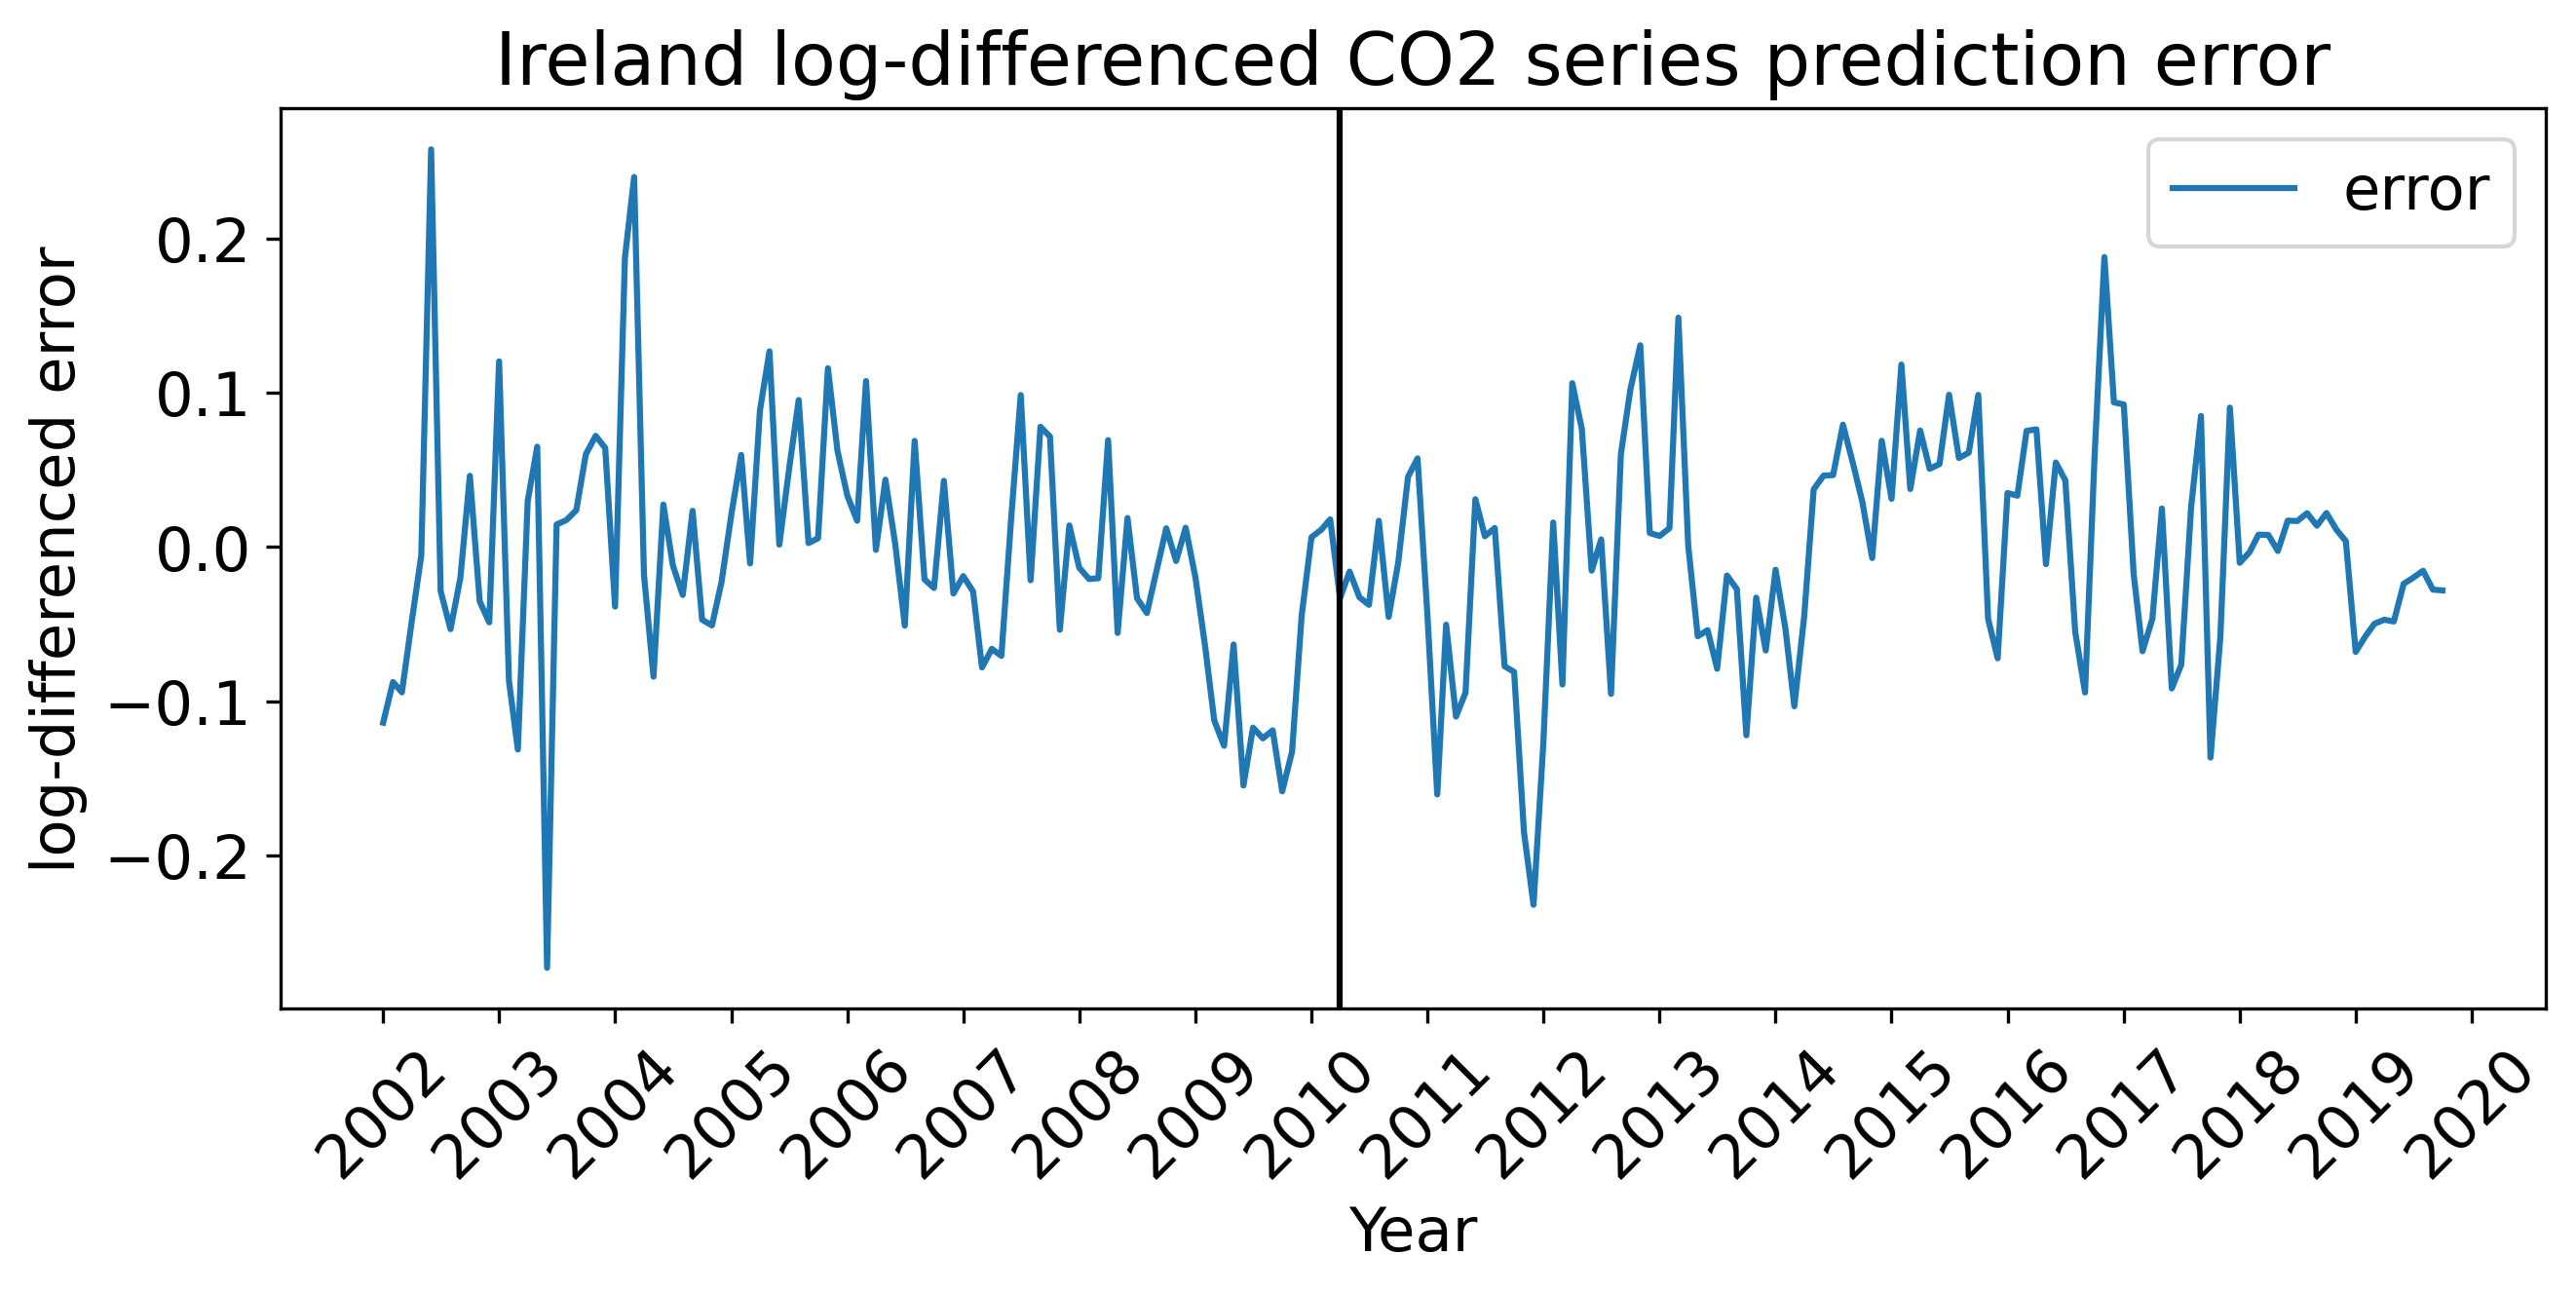 Ireland log-differenced CO2 series prediction error
error
log-differenced error
0.2
0.1
0.0
−0.1
−0.2
2002 2003 2004 2005 2006 2007 2008 2009 2010 2011 2012 2013 2014 2015 2016 2017 2018 2019 2020
Year